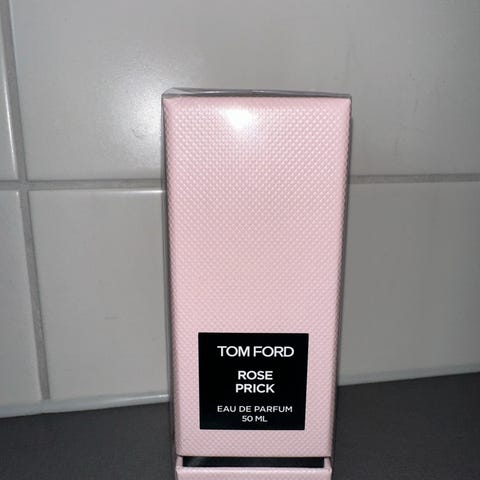 TOM FORD
ROSE
PRICK
EAU DE PARFUM
50 ML